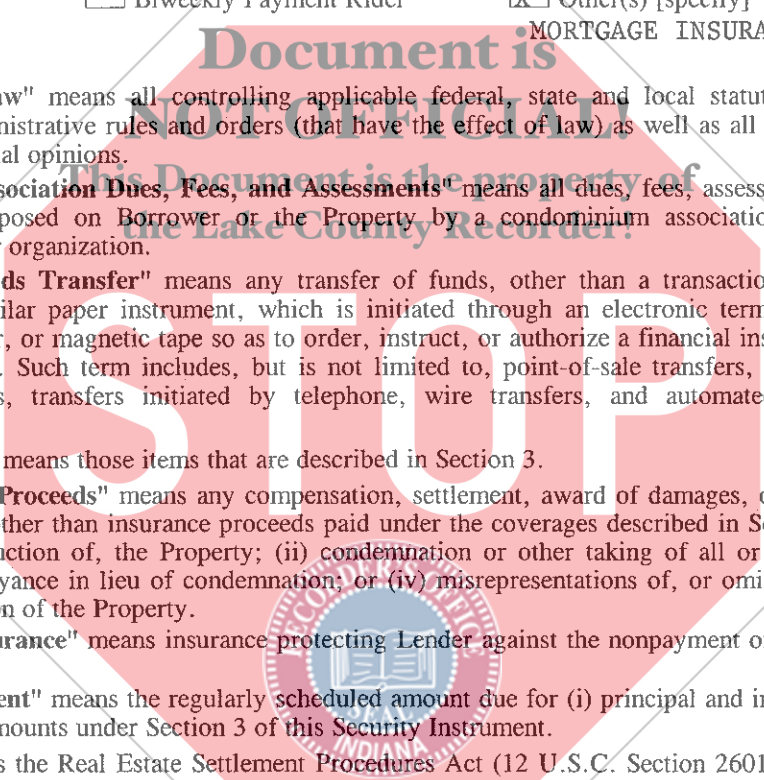 Biweekly Payment Rider X Other(s) [specify]
MORTGAGE INSURA
Document is
aw" means all controlling applicable federal, state and local statut
NOT OFFICIAL!
inistrative rules and orders (that have the effect of law) as well as all
al opinions.
This Document is the property of
sociation Dues, Fees, and Assessments" means all dues, fees, assess
posed on Borrower or the Property by a condominium associatio
the Lake County Recorder!
organization.
ds Transfer" means any transfer of funds, other than a transactio
ilar paper instrument, which is initiated through an electronic term
, or magnetic tape so as to order, instruct, or authorize a financial ins
. Such term includes, but is not limited to, point-of-sale transfers,
s, transfers initiated by telephone, wire transfers, and automate
STOP
means those items that are described in Section 3.
Proceeds" means any compensation, settlement, award of damages, o
ther than insurance proceeds paid under the coverages described in Se
uction of, the Property; (ii) condemnation or other taking of all or
yance in lieu of condemnation; or (iv) misrepresentations of, or omi
n of the Property.
urance" means insurance protecting Lender against the nonpayment o
ent" means the regularly scheduled amount due for (i) principal and in
mounts under Section 3 of this Security Instrument.
s the Real Estate Settlement Procedures Act (12 U.S.C. Section 2601
RECORDER'S OFFICE
SEAL
INDIANA